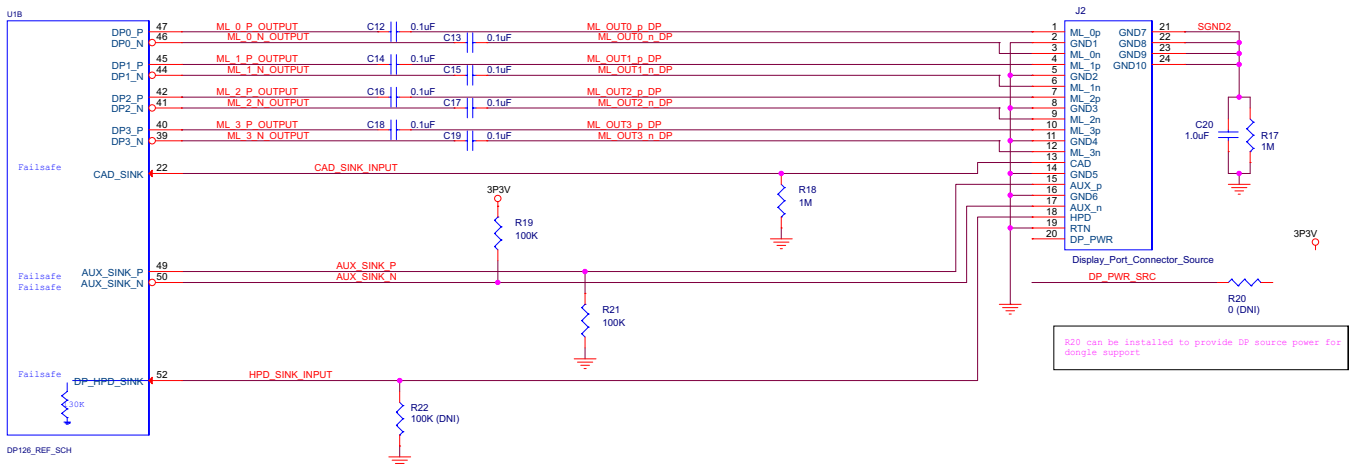 U1B
DP0_P 47 ML_0_P_OUTPUT C12 0.1uF ML_OUT0_p_DP
DP0_N 46 ML_0_N_OUTPUT C13 0.1uF ML_OUT0_n_DP
DP1_P 45 ML_1_P_OUTPUT C14 0.1uF ML_OUT1_p_DP
DP1_N 44 ML_1_N_OUTPUT C15 0.1uF ML_OUT1_n_DP
DP2_P 42 ML_2_P_OUTPUT C16 0.1uF ML_OUT2_p_DP
DP2_N 41 ML_2_N_OUTPUT C17 0.1uF ML_OUT2_n_DP
DP3_P 40 ML_3_P_OUTPUT C18 0.1uF ML_OUT3_p_DP
DP3_N 39 ML_3_N_OUTPUT C19 0.1uF ML_OUT3_n_DP
Failsafe
CAD_SINK 22 CAD_SINK_INPUT
R18
1M
3P3V
R19
100K
AUX_SINK_P 49 AUX_SINK_P
Failsafe
AUX_SINK_N 50 AUX_SINK_N
Failsafe
R21
100K
Failsafe
DP_HPD_SINK 52 HPD_SINK_INPUT
130K
R22
100K (DNI)
DP126_REF_SCH
J2
1 ML_0p
2 GND1
3 ML_0n
4 ML_1p
5 GND2
6 ML_1n
7 ML_2p
8 GND3
9 ML_2n
10 ML_3p
11 GND4
12 ML_3n
13 CAD
14 GND5
15 AUX_p
16 GND6
17 AUX_n
18 HPD
19 RTN
20 DP_PWR
GND7 21 SGND2
GND8 22
GND9 23
GND10 24
Display_Port_Connector_Source
C20
1.0uF
R17
1M
3P3V
DP_PWR_SRC
R20
0 (DNI)
R20 can be installed to provide DP source power for
dongle support